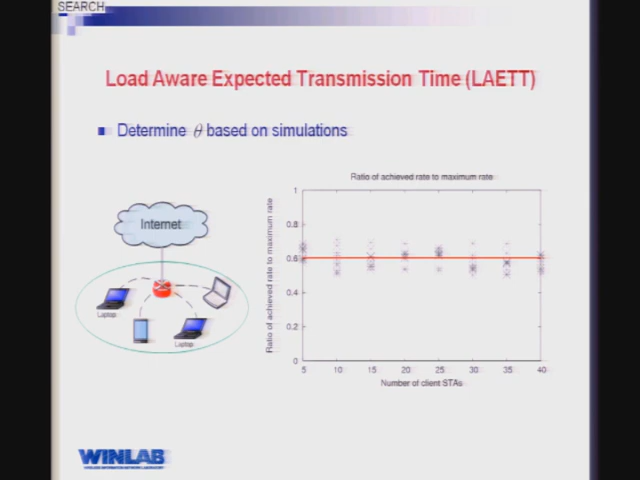 SEARCH
Load Aware Expected Transmission Time (LAETT)
Determine θ based on simulations
Ratio of achieved rate to maximum rate
Ratio of achieved rate to maximum rate
1
0.8
0.6
0.4
0.2
0
5 10 15 20 25 30 35 40
Number of client STAs
Internet
Laptop
Laptop
WINLAB